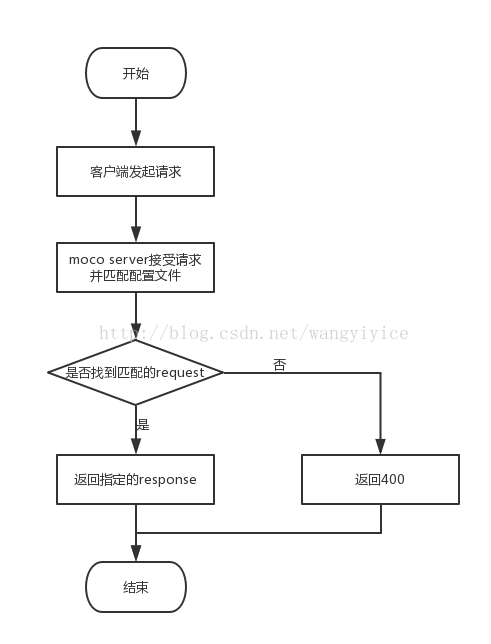 开始
客户端发起请求
moco server接受请求
并匹配配置文件
http://blog.csdn.net/wangyiyice
是否找到匹配的request
否
是
返回指定的response
返回400
结束